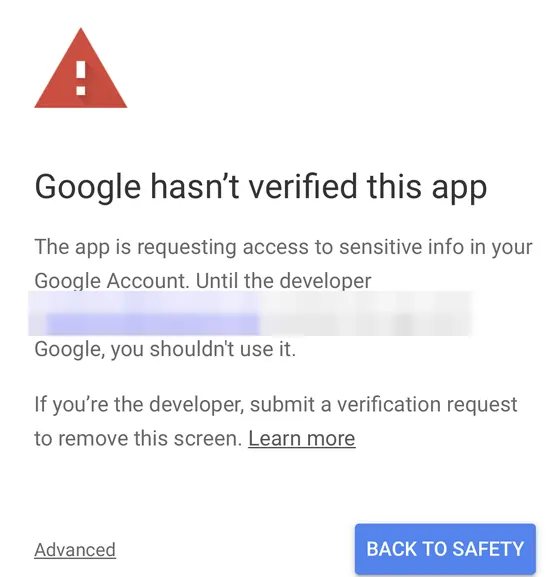 Google hasn’t verified this app
The app is requesting access to sensitive info in your
Google Account. Until the developer
Google, you shouldn't use it.
If you’re the developer, submit a verification request
to remove this screen. Learn more
Advanced
BACK TO SAFETY